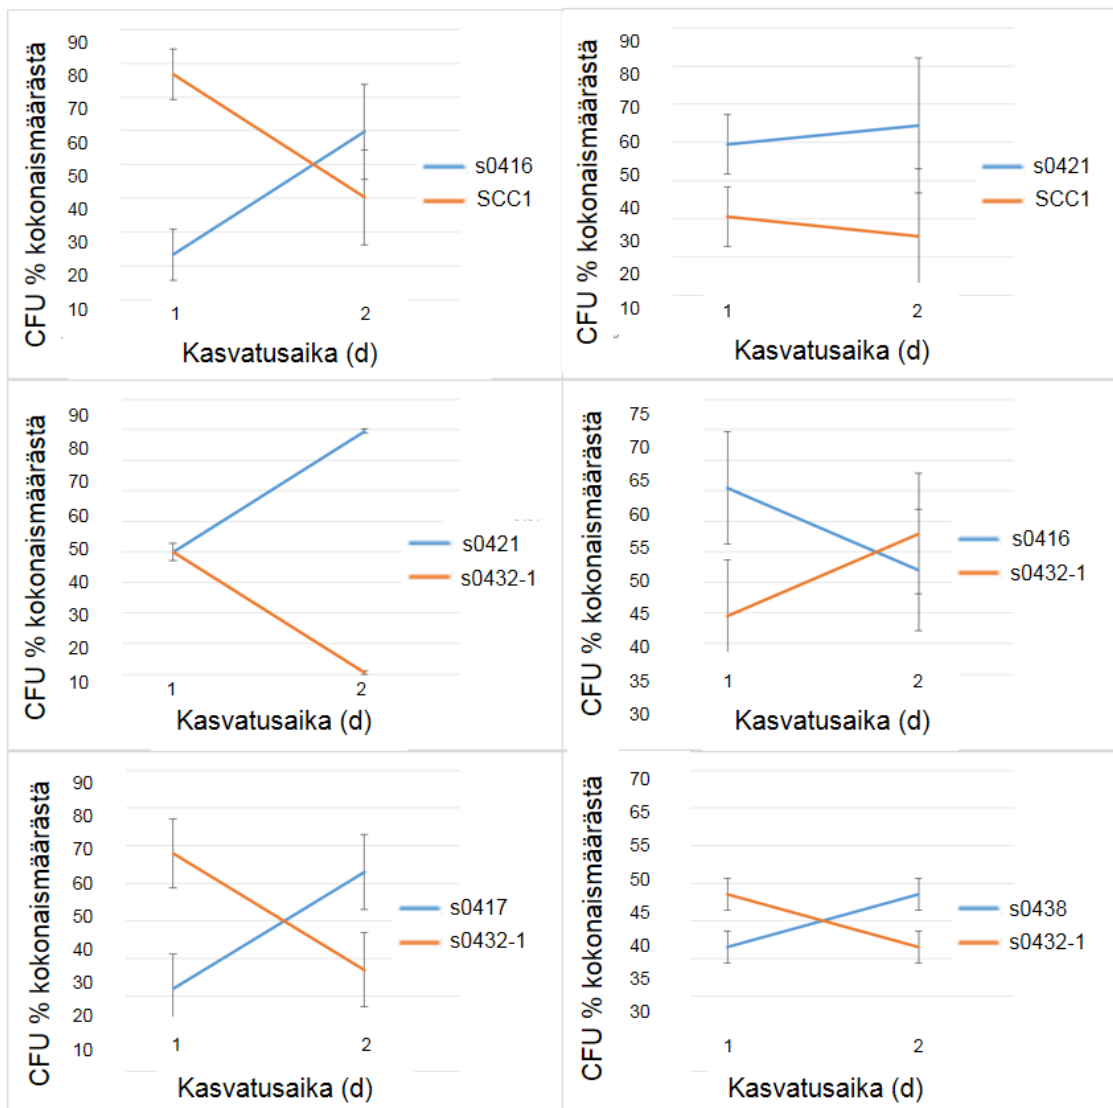 CFU % kokonaismäärästä
90
80
70
60
50
40
30
20
10
1 2
Kasvatusaika (d)
s0416
SCC1
CFU % kokonaismäärästä
90
80
70
60
50
40
30
20
10
1 2
Kasvatusaika (d)
s0421
SCC1
CFU % kokonaismäärästä
90
80
70
60
50
40
30
20
10
1 2
Kasvatusaika (d)
s0421
s0432-1
CFU % kokonaismäärästä
75
70
65
60
55
50
45
40
35
30
1 2
Kasvatusaika (d)
s0416
s0432-1
CFU % kokonaismäärästä
90
80
70
60
50
40
30
20
10
1 2
Kasvatusaika (d)
s0417
s0432-1
CFU % kokonaismäärästä
70
65
55
50
45
40
35
30
1 2
Kasvatusaika (d)
s0438
s0432-1